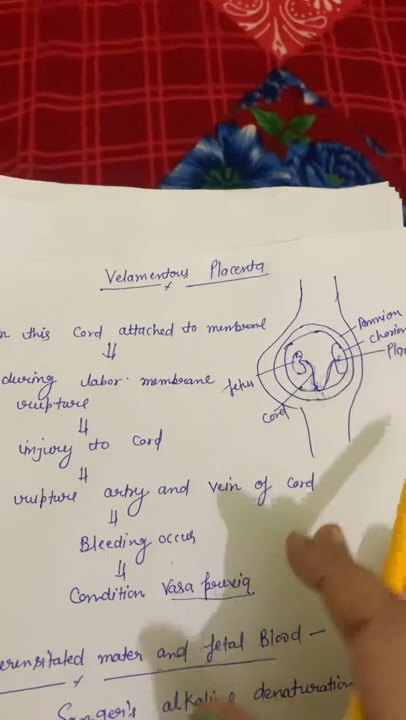 Velamentous Placenta
n this Cord attached to membrane
during labor membrane
rupture
injury to cord
rupture artry and vein of cord
Bleeding occurs
Condition Vasa previa
mater and fetal Blood -
alkaline denaturation
Amnion
chorion
fetus
Cord